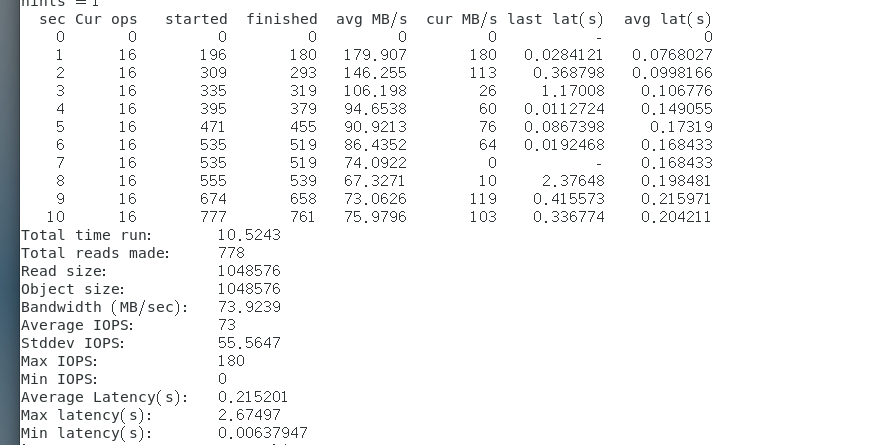 hints = 1
sec Cur ops started finished avg MB/s cur MB/s last lat(s) avg lat(s)
0 0 0 0 0 0 - 0
1 16 196 180 179.907 180 0.0284121 0.0768027
2 16 309 293 146.255 113 0.368798 0.0998166
3 16 335 319 106.198 26 1.17008 0.106776
4 16 395 379 94.6538 60 0.0112724 0.149055
5 16 471 455 90.9213 76 0.0867398 0.17319
6 16 535 519 86.4352 64 0.0192468 0.168433
7 16 535 519 74.0922 0 - 0.168433
8 16 555 539 67.3271 10 2.37648 0.198481
9 16 674 658 73.0626 119 0.415573 0.215971
10 16 777 761 75.9796 103 0.336774 0.204211
Total time run: 10.5243
Total reads made: 778
Read size: 1048576
Object size: 1048576
Bandwidth (MB/sec): 73.9239
Average IOPS: 73
Stddev IOPS: 55.5647
Max IOPS: 180
Min IOPS: 0
Average Latency(s): 0.215201
Max latency(s): 2.67497
Min latency(s): 0.00637947